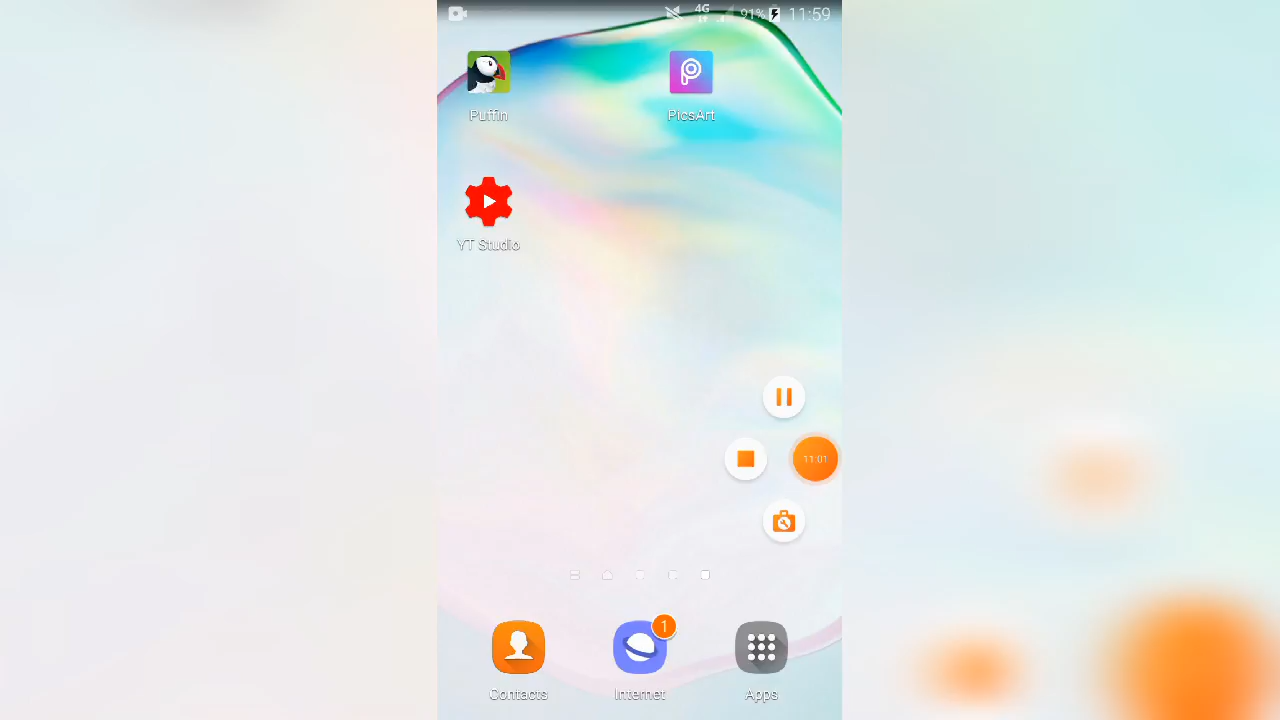 4G 91% 11:59
Puffin PicsArt
YT Studio
11:01
1
Contacts Internet Apps